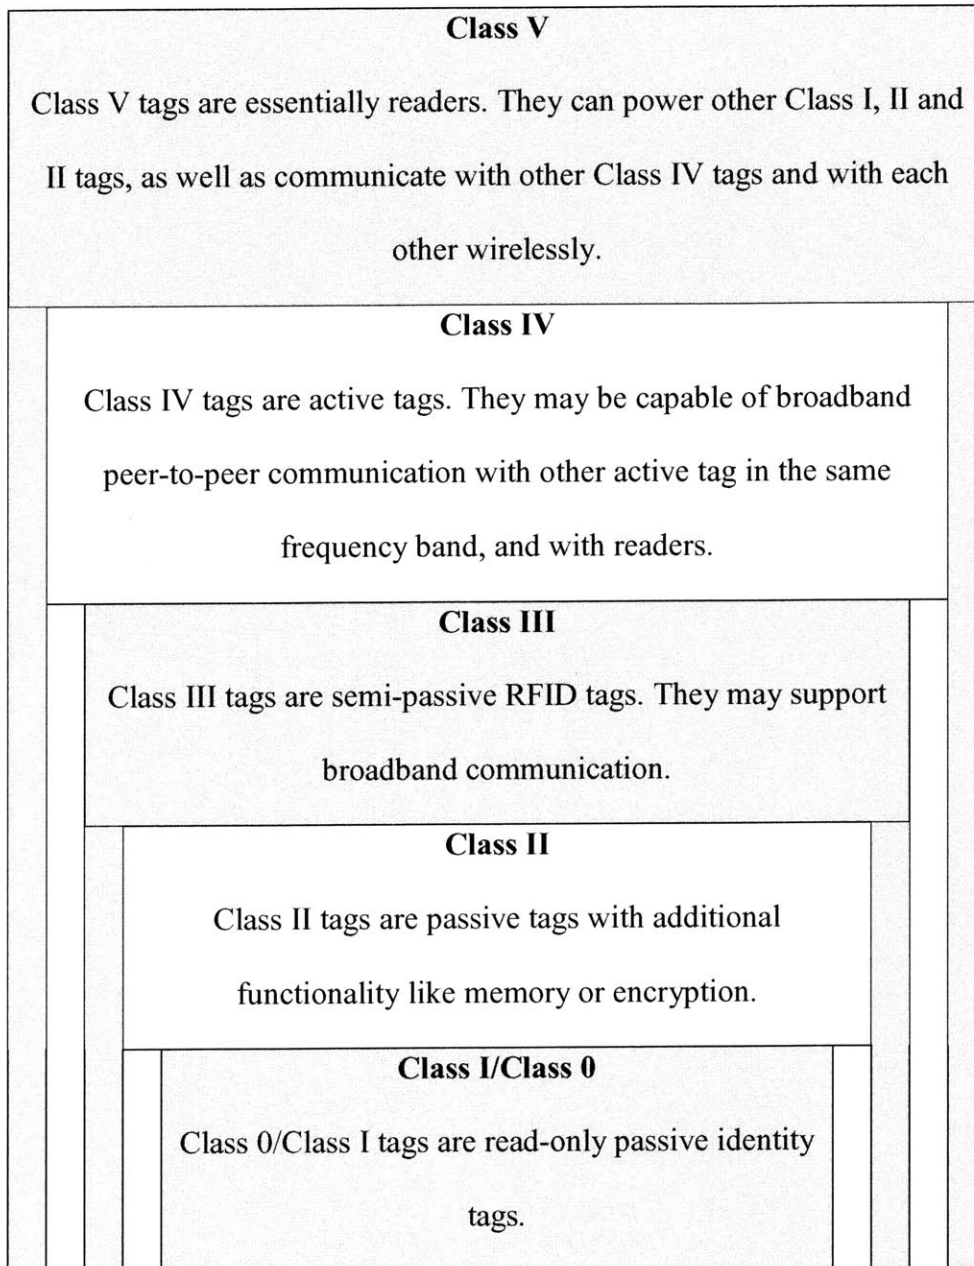 Class V
Class V tags are essentially readers. They can power other Class I, II and
II tags, as well as communicate with other Class IV tags and with each
other wirelessly.
Class IV
Class IV tags are active tags. They may be capable of broadband
peer-to-peer communication with other active tag in the same
frequency band, and with readers.
Class III
Class III tags are semi-passive RFID tags. They may support
broadband communication.
Class II
Class II tags are passive tags with additional
functionality like memory or encryption.
Class I/Class 0
Class 0/Class I tags are read-only passive identity
tags.